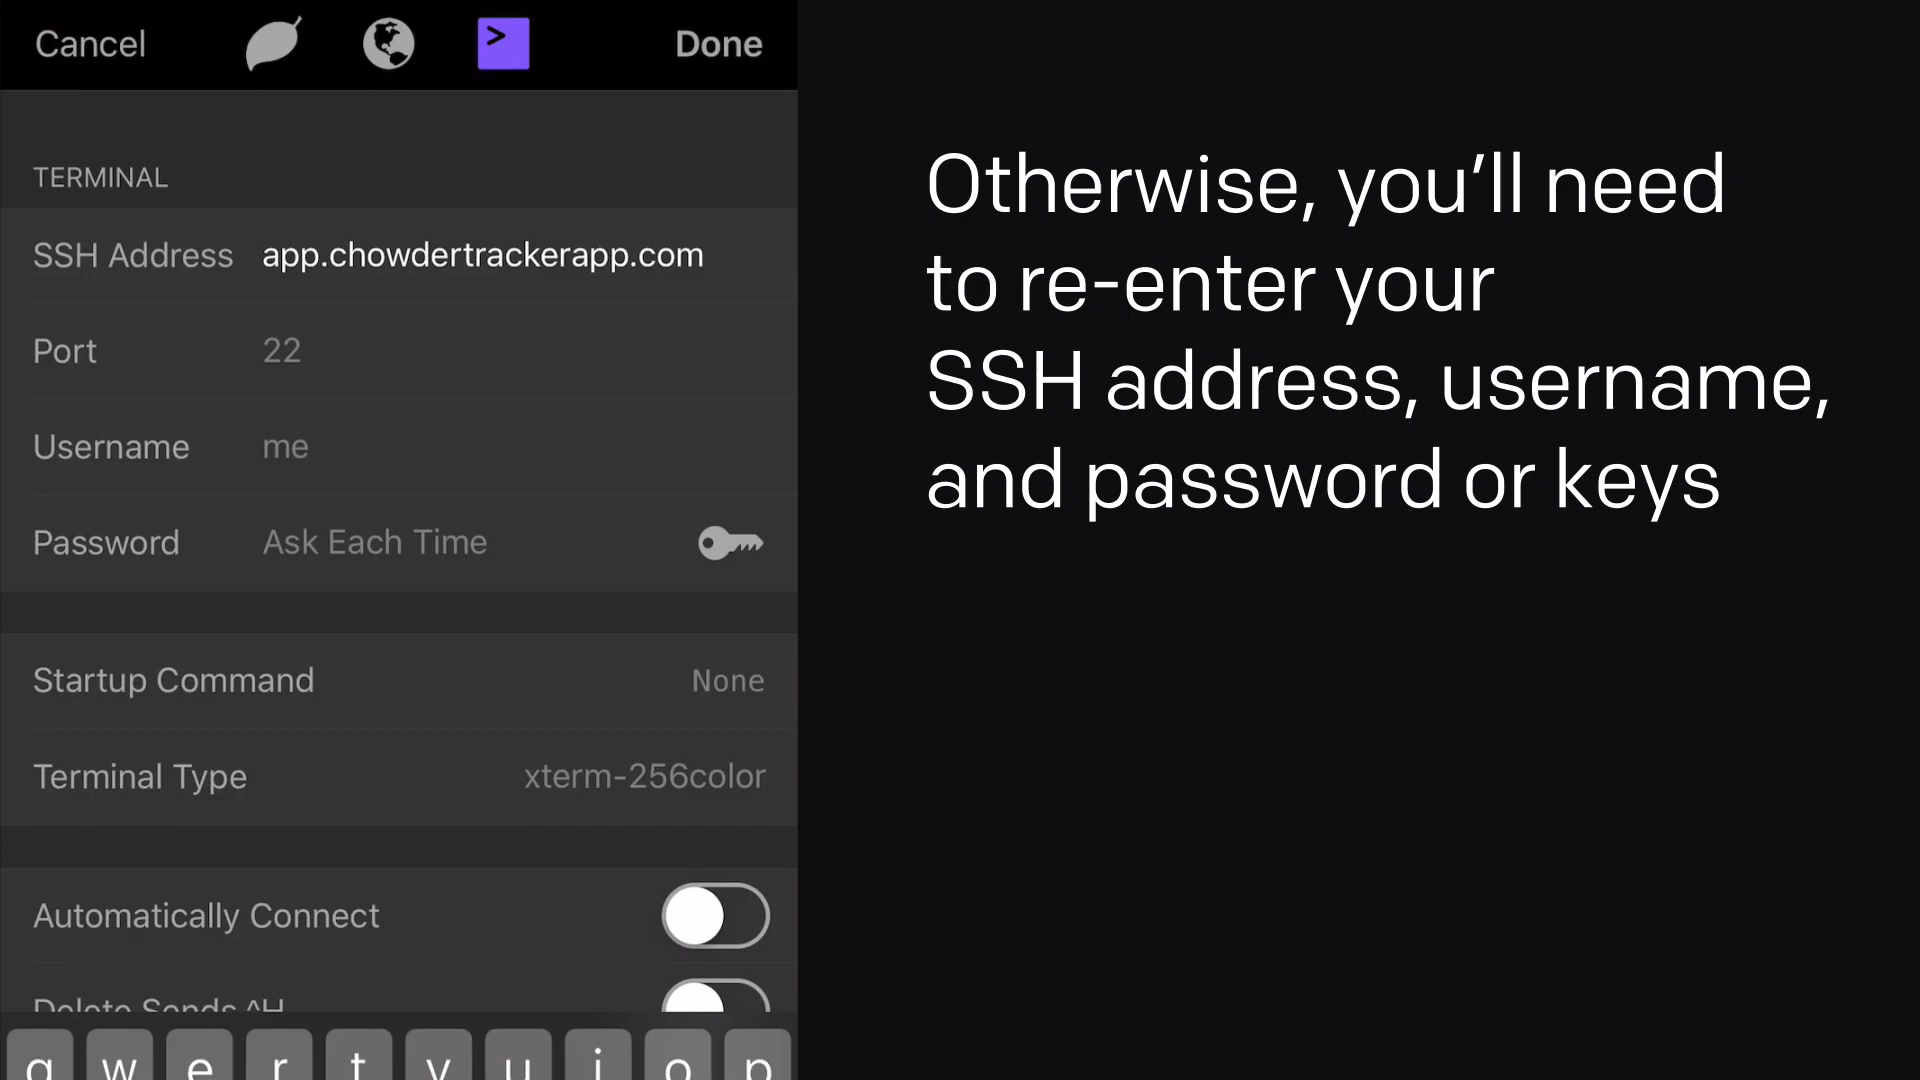 Cancel
Done
TERMINAL
SSH Address app.chowdertrackerapp.com
Port 22
Username me
Password Ask Each Time
Startup Command None
Terminal Type xterm-256color
Automatically Connect
Delete Sends ^H
q w e r t y u i o p
Otherwise, you’ll need
to re-enter your
SSH address, username,
and password or keys